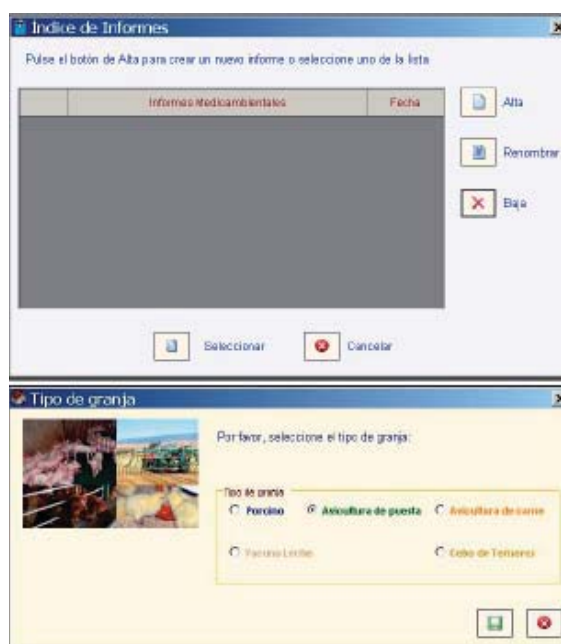 Índice de Informes
Pulse el botón de Alta para crear un nuevo informe o seleccione uno de la lista
Informes Medioambientales Fecha
Alta
Renombrar
Baja
Seleccionar Cancelar
Tipo de granja
Por favor, seleccione el tipo de granja:
Tipo de granja
Porcino Avicultura de puesta Avicultura de carne
Vacuno Leche Cebo de Terneros